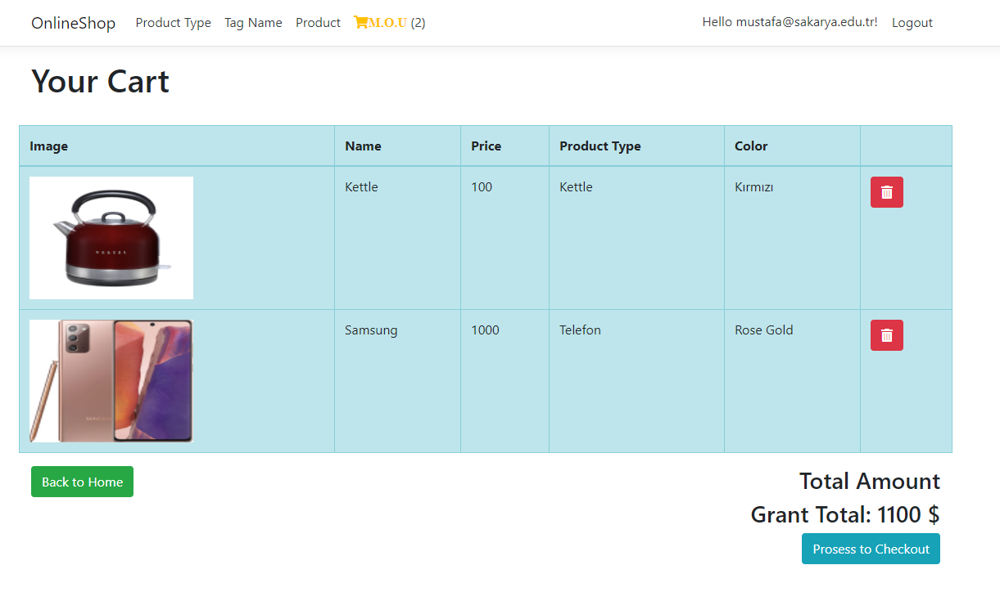 OnlineShop Product Type Tag Name Product M.O.U (2) Hello mustafa@sakarya.edu.tr! Logout
Your Cart
Image Name Price Product Type Color
Kettle 100 Kettle Kırmızı
VESTEL
Samsung 1000 Telefon Rose Gold
SAMSUNG
Back to Home
Total Amount
Grant Total: 1100 $
Prosess to Checkout